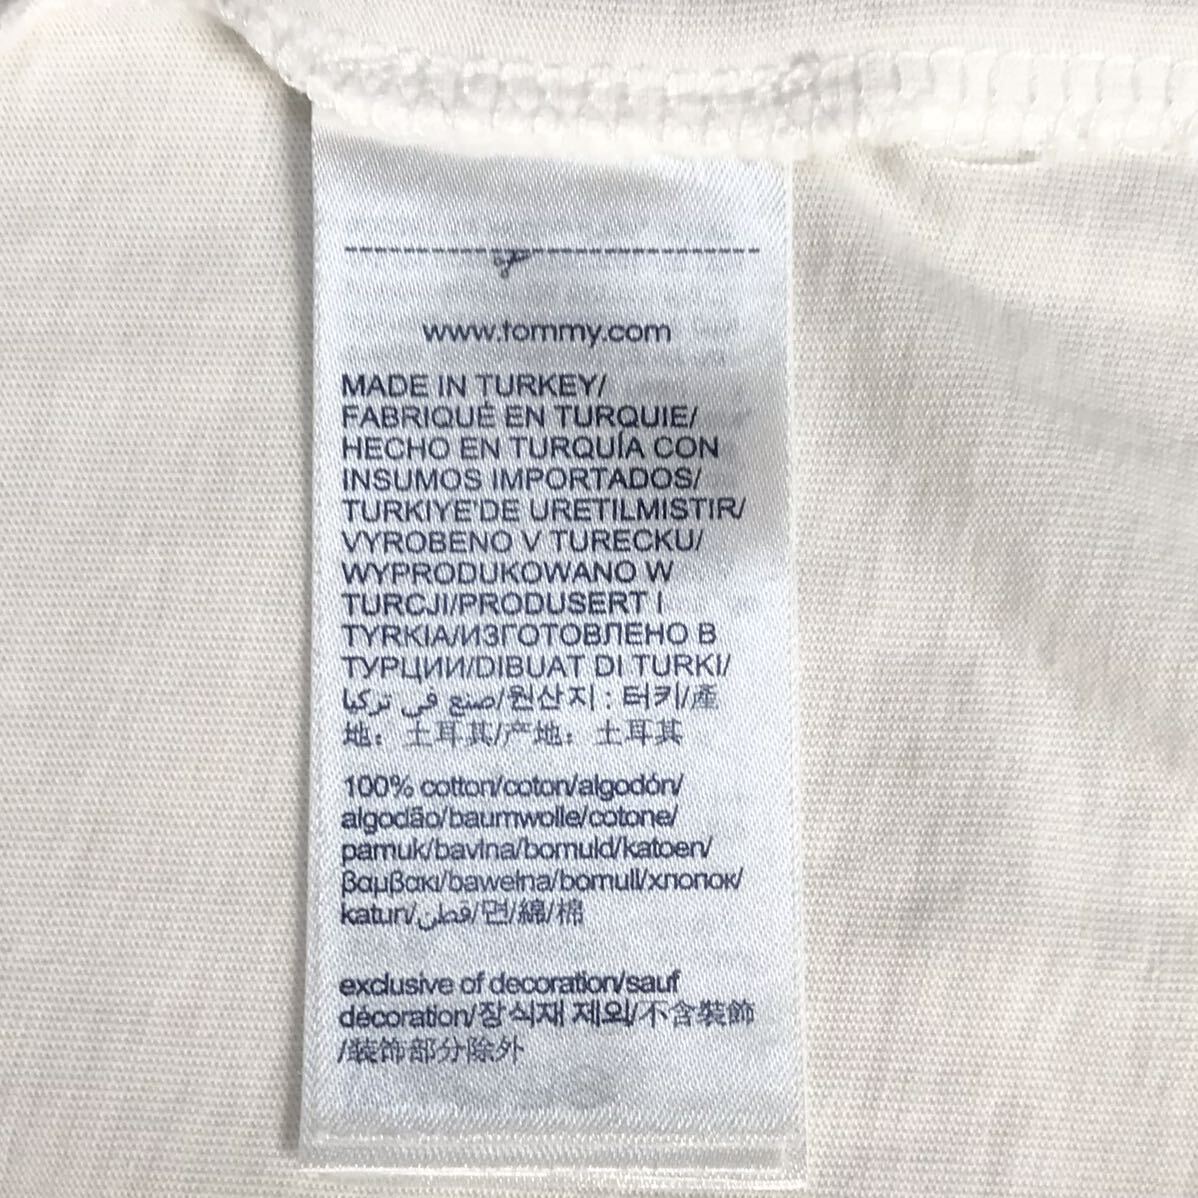 www.tommy.com
MADE IN TURKEY/
FABRIQUÉ EN TURQUIE/
HECHO EN TURQUÍA CON
INSUMOS IMPORTADOS/
TURKIYE'DE URETILMISTIR/
VYROBENO V TURECKU/
WYPRODUKOWANO W
TURCJI/PRODUSERT I
TYRKIA/ИЗГОТОВЛЕНО В
ТУРЦИИ/DIBUAT DI TURKI/
صنع في تركيا/원산지 : 터키/產
地：土耳其/产地：土耳其
100% cotton/coton/algodón/
algodão/baumwolle/cotone/
pamuk/bavlna/bomuld/katoen/
βαμβακι/bawełna/bomull/хлопок/
katun/قطن/면/綿/棉
exclusive of decoration/sauf
décoration/장식재 제외/不含裝飾
/装饰部分除外